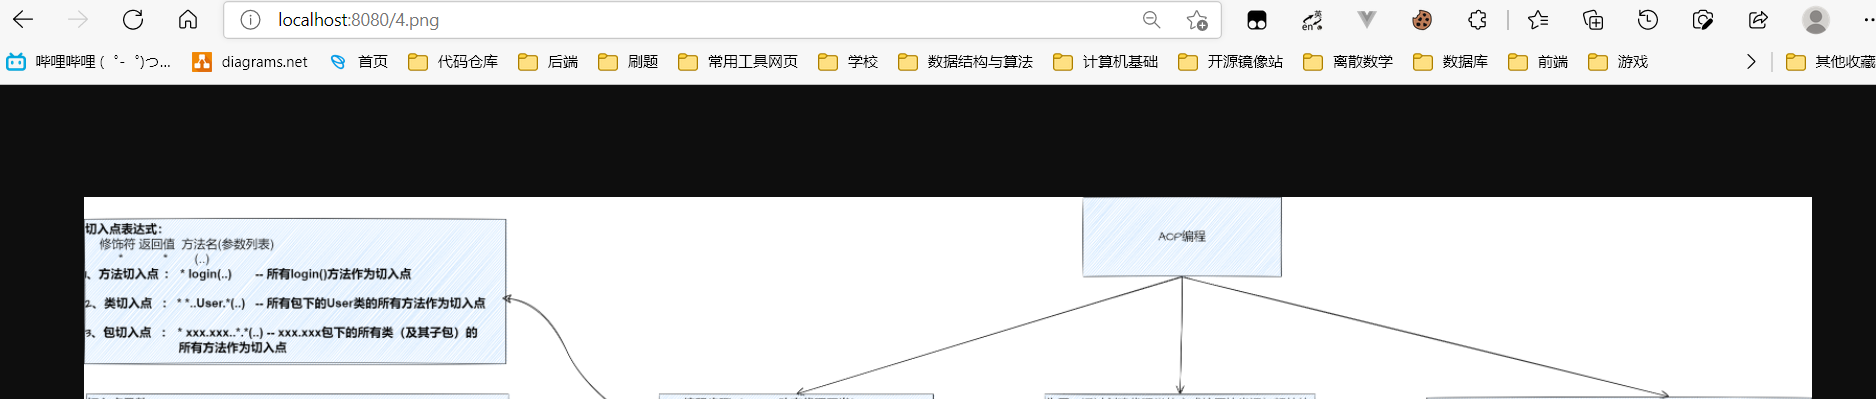 localhost:8080/4.png
哔哩哔哩 (゜-゜)つ... diagrams.net 首页 代码仓库 后端 刷题 常用工具网页 学校 数据结构与算法 计算机基础 开源镜像站 离散数学 数据库 前端 游戏 其他收藏
切入点表达式：
修饰符 返回值 方法名(参数列表)
* * (..)
、方法切入点 ： * login(..) -- 所有login()方法作为切入点
2、类切入点 ： * *..User.*(..) -- 所有包下的User类的所有方法作为切入点
3、包切入点 ： * xxx.xxx..*.*(..) -- xxx.xxx包下的所有类（及其子包）的
所有方法作为切入点
AOP编程